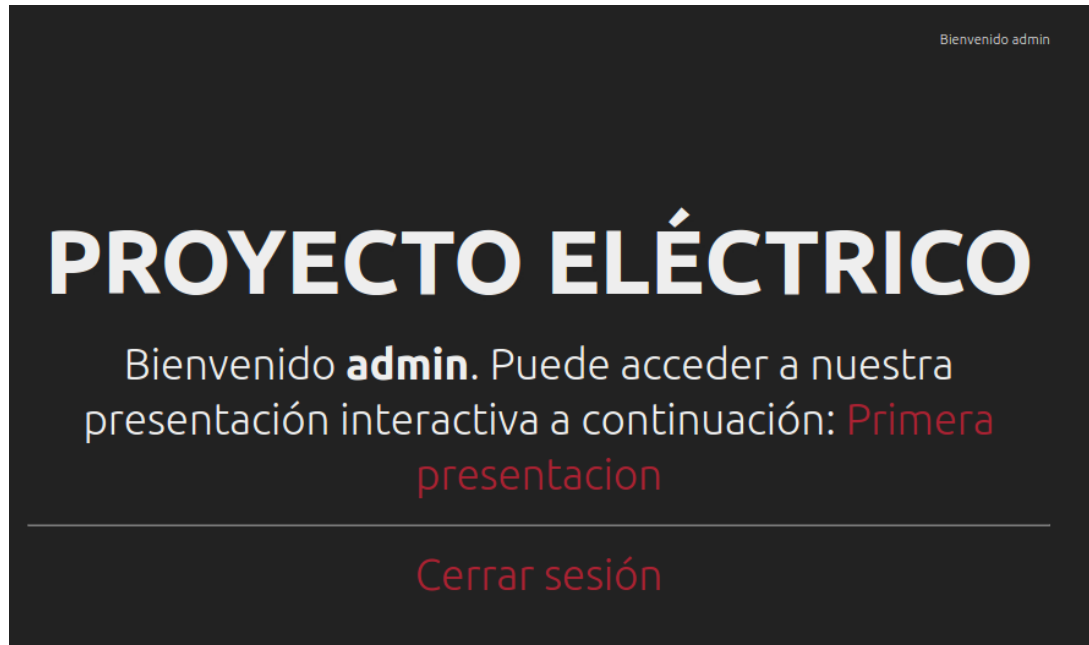 Bienvenido admin
PROYECTO ELÉCTRICO
Bienvenido admin. Puede acceder a nuestra
presentación interactiva a continuación: Primera
presentacion
Cerrar sesión